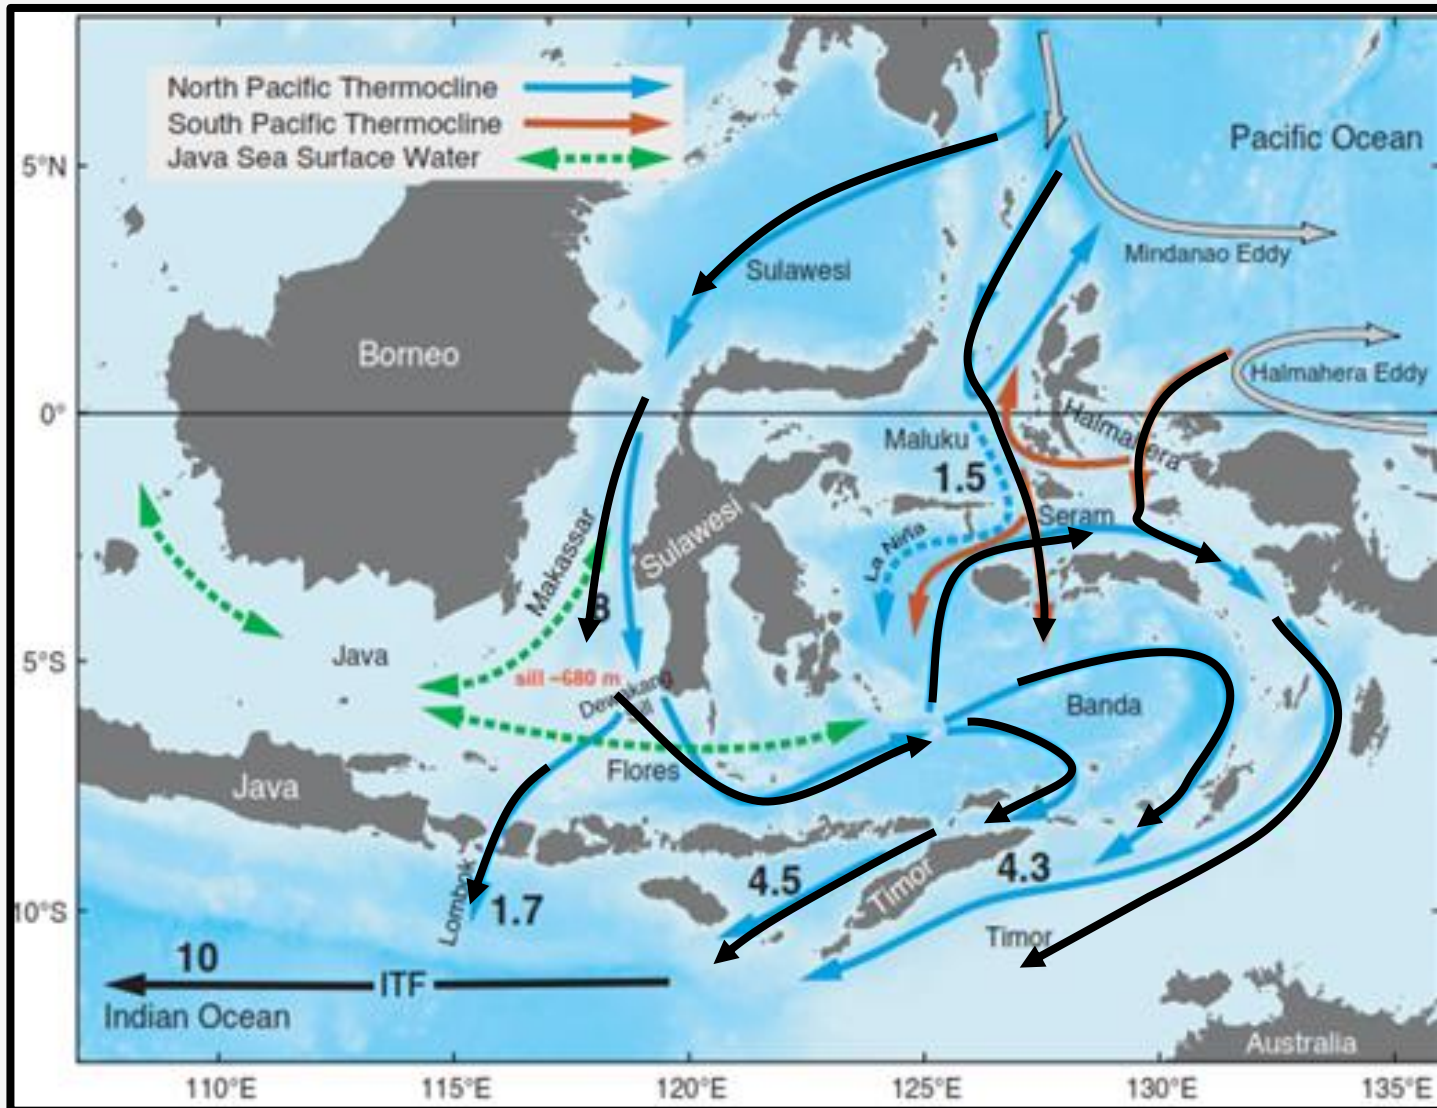 North Pacific Thermocline
South Pacific Thermocline
Java Sea Surface Water
Pacific Ocean
5°N
Mindanao Eddy
Sulawesi
Borneo
Halmahera Eddy
0°
Halmahera
Maluku
1.5
Seram
Sulawesi
La Niña
Makassar
8
Java
5°S
sill ~680 m
Banda
Flores
Java
4.5
4.3
Timor
Lombok
1.7
10°S
Timor
10
ITF
Indian Ocean
Australia
110°E
115°E
120°E
125°E
130°E
135°E